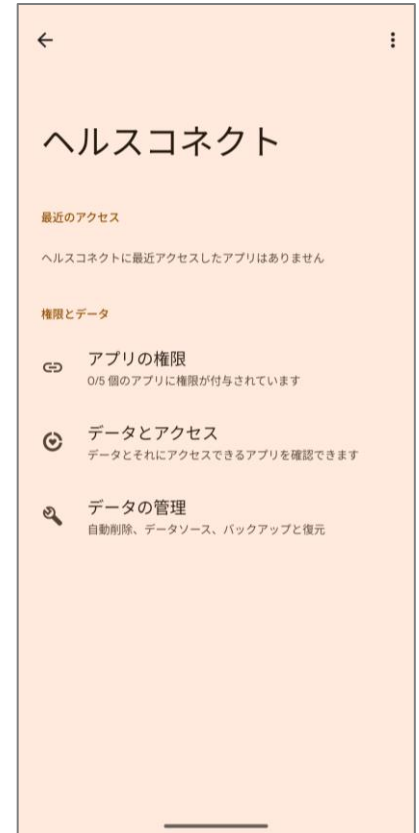 ヘルスコネクト
最近のアクセス
ヘルスコネクトに最近アクセスしたアプリはありません
権限とデータ
アプリの権限
0/5 個のアプリに権限が付与されています
データとアクセス
データとそれにアクセスできるアプリを確認できます
データの管理
自動削除、データソース、バックアップと復元